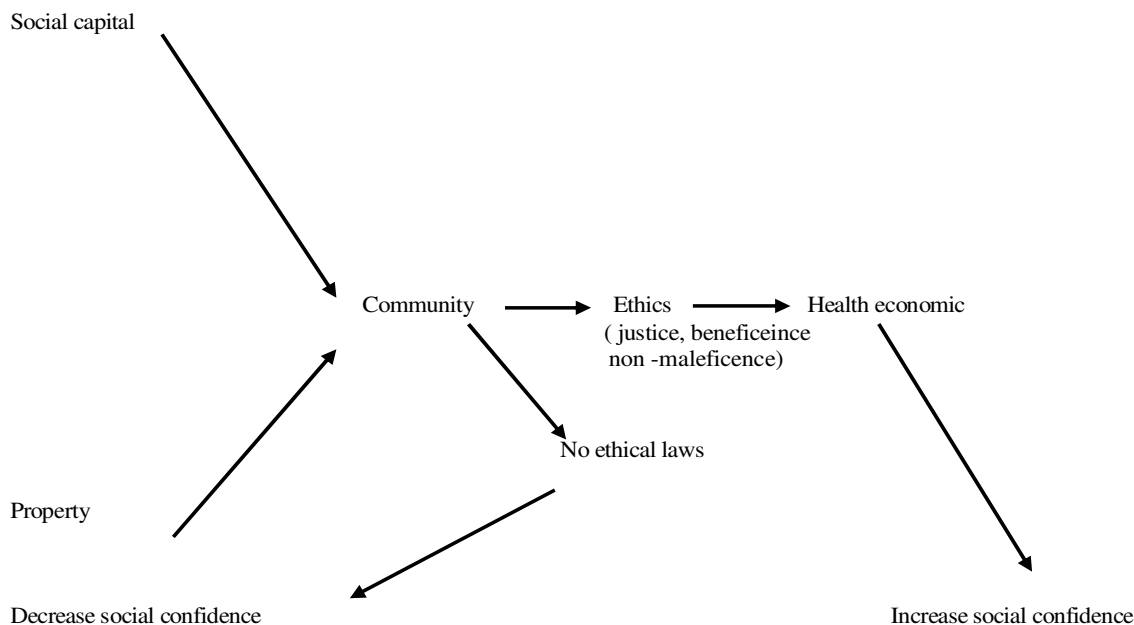 Social capital
Community
Ethics
Health economic
( justice, beneficeince
non -maleficence)
No ethical laws
Property
Decrease social confidence
Increase social confidence